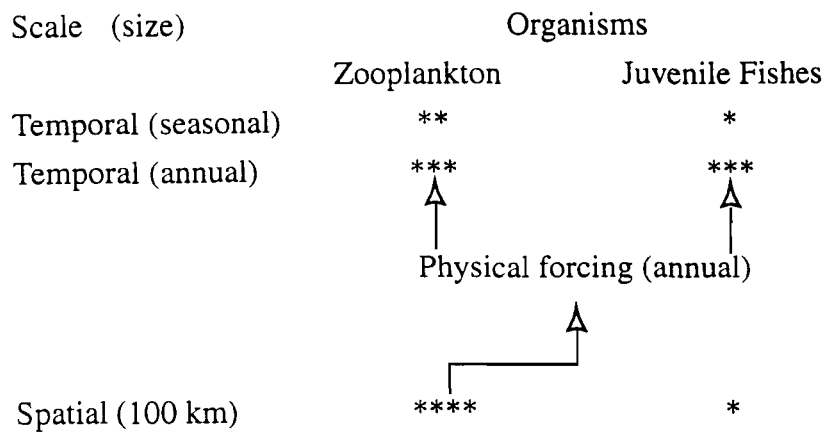 Scale (size) Organisms
Zooplankton Juvenile Fishes
Temporal (seasonal) ** *
Temporal (annual) *** ***
Physical forcing (annual)
Spatial (100 km) **** *